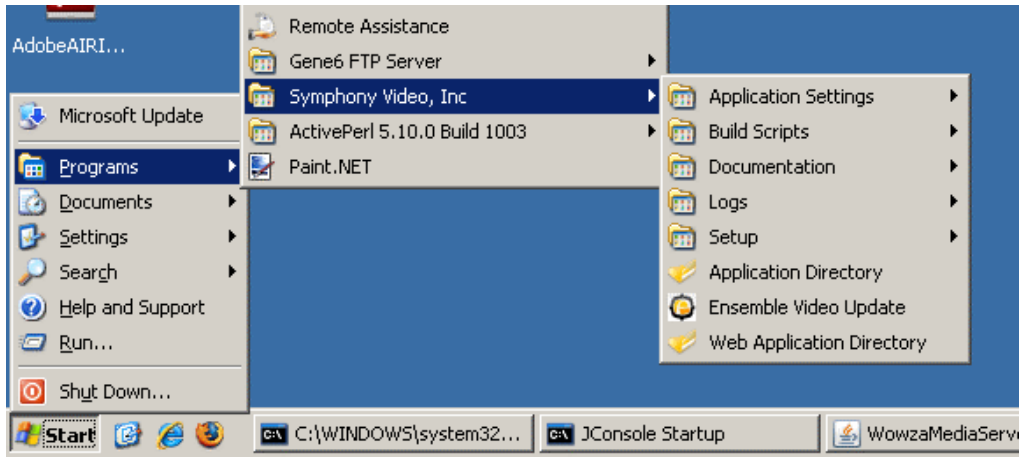 AdobeAIRI...
Microsoft Update
Programs
Documents
Settings
Search
Help and Support
Run...
Shut Down...
Remote Assistance
Gene6 FTP Server
Symphony Video, Inc
ActivePerl 5.10.0 Build 1003
Paint.NET
Application Settings
Build Scripts
Documentation
Logs
Setup
Application Directory
Ensemble Video Update
Web Application Directory
Start
C:\WINDOWS\system32...
JConsole Startup
WowzaMediaServe